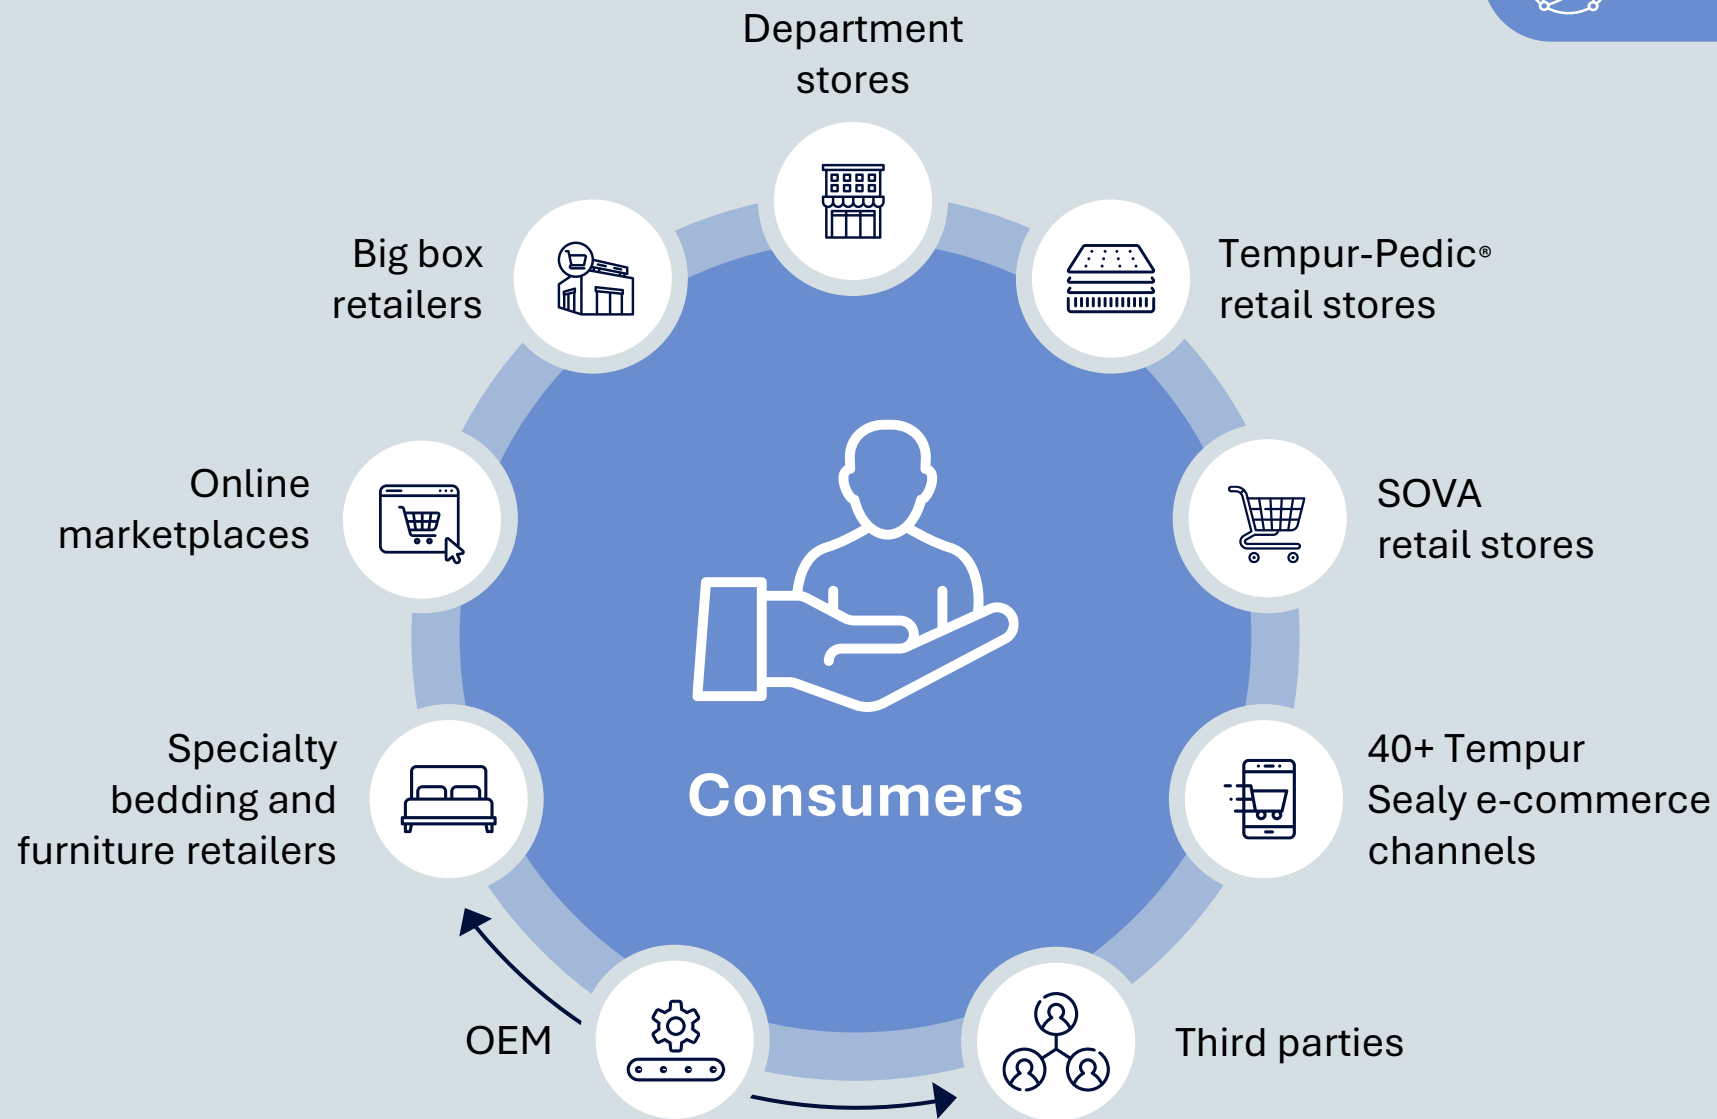 Department
stores
Big box
retailers
Tempur-Pedic®
retail stores
Online
marketplaces
SOVA
retail stores
Specialty
bedding and
furniture retailers
Consumers
40+ Tempur
Sealy e-commerce
channels
OEM
Third parties